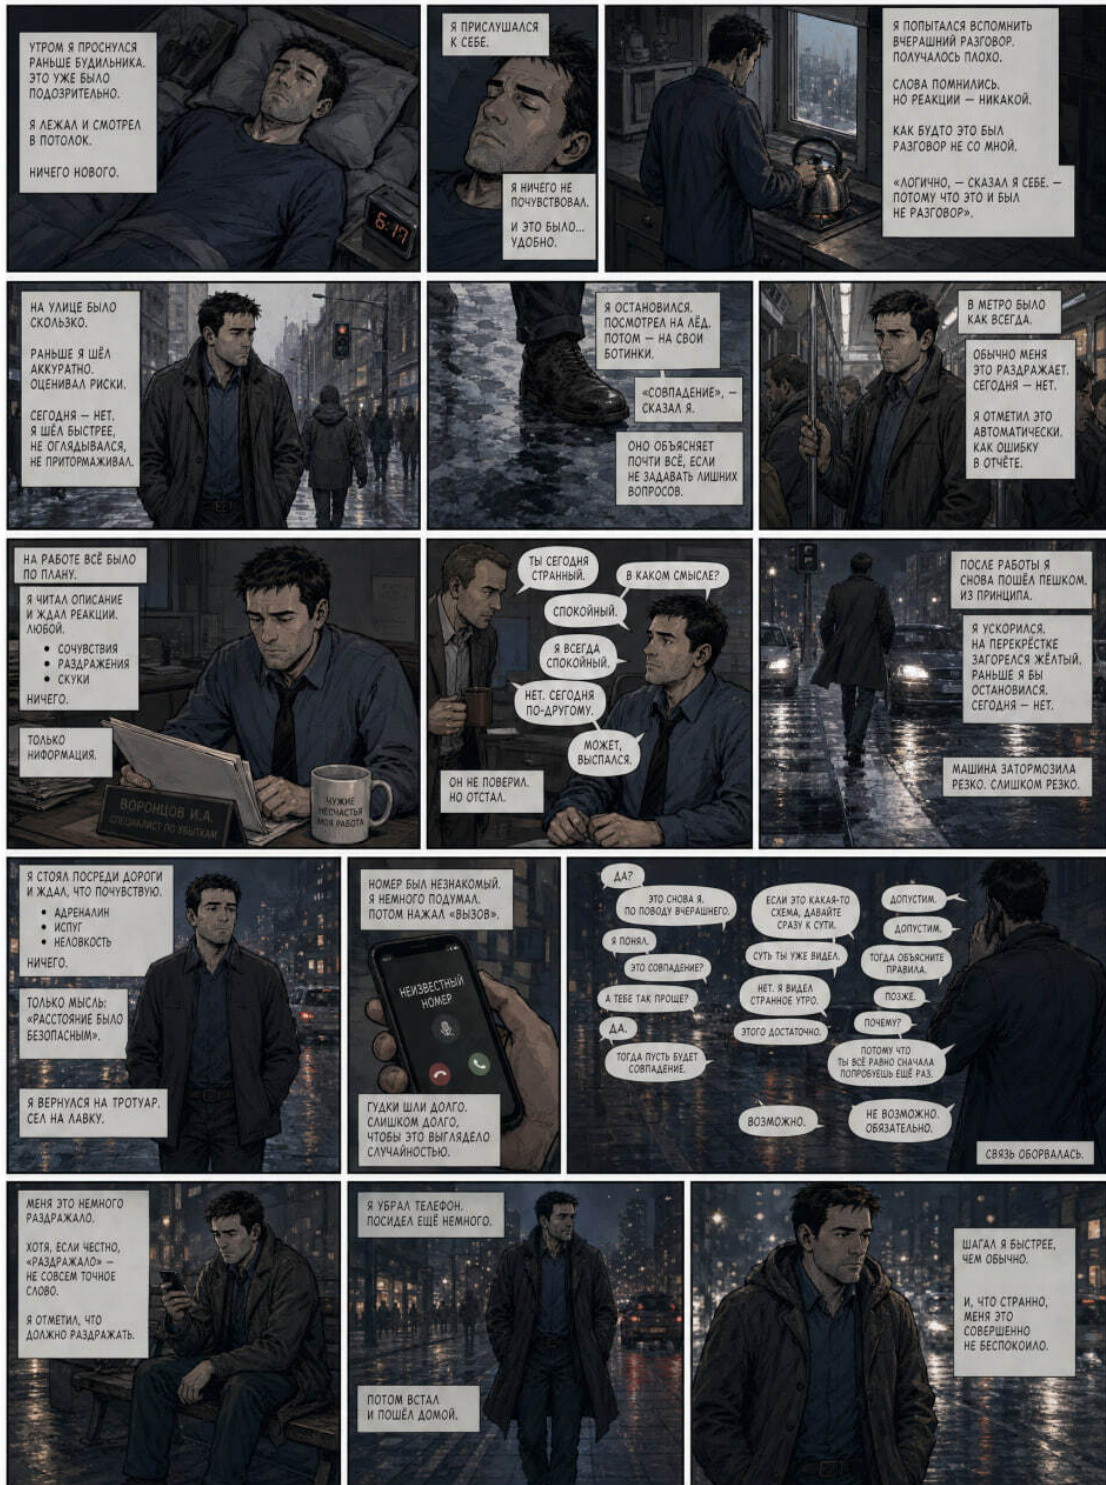 УТРОМ Я ПРОСНУЛСЯ
РАНЬШЕ БУДИЛЬНИКА.
ЭТО УЖЕ БЫЛО
ПОДОЗРИТЕЛЬНО.
Я ЛЕЖАЛ И СМОТРЕЛ
В ПОТОЛОК.
НИЧЕГО НОВОГО.
6:17
Я ПРИСЛУШАЛСЯ
К СЕБЕ.
Я НИЧЕГО НЕ
ПОЧУВСТВОВАЛ.
И ЭТО БЫЛО...
УДОБНО.
Я ПОПЫТАЛСЯ ВСПОМНИТЬ
ВЧЕРАШНИЙ РАЗГОВОР.
ПОЛУЧАЛОСЬ ПЛОХО.
СЛОВА ПОМНИЛИСЬ.
НО РЕАКЦИИ — НИКАКОЙ.
КАК БУДТО ЭТО БЫЛ
РАЗГОВОР НЕ СО МНОЙ.
«ЛОГИЧНО, — СКАЗАЛ Я СЕБЕ. —
ПОТОМУ ЧТО ЭТО И БЫЛ
НЕ РАЗГОВОР».
НА УЛИЦЕ БЫЛО
СКОЛЬЗКО.
РАНЬШЕ Я ШЁЛ
АККУРАТНО.
ОЦЕНИВАЛ РИСКИ.
СЕГОДНЯ — НЕТ.
Я ШЁЛ БЫСТРЕЕ,
НЕ ОГЛЯДЫВАЛСЯ,
НЕ ПРИТОРМАЖИВАЛ.
Я ОСТАНОВИЛСЯ.
ПОСМОТРЕЛ НА ЛЁД.
ПОТОМ — НА СВОИ
БОТИНКИ.
«СОВПАДЕНИЕ», —
СКАЗАЛ Я.
ОНО ОБЪЯСНЯЕТ
ПОЧТИ ВСЁ, ЕСЛИ
НЕ ЗАДАВАТЬ ЛИШНИХ
ВОПРОСОВ.
В МЕТРО БЫЛО
КАК ВСЕГДА.
ОБЫЧНО МЕНЯ
ЭТО РАЗДРАЖАЕТ.
СЕГОДНЯ — НЕТ.
Я ОТМЕТИЛ ЭТО
АВТОМАТИЧЕСКИ.
КАК ОШИБКУ
В ОТЧЁТЕ.
НА РАБОТЕ ВСЁ БЫЛО
ПО ПЛАНУ.
Я ЧИТАЛ ОПИСАНИЕ
И ЖДАЛ РЕАКЦИИ.
ЛЮБОЙ.
• СОЧУВСТВИЯ
• РАЗДРАЖЕНИЯ
• СКУКИ
НИЧЕГО.
ТОЛЬКО
НИФОРМАЦИЯ.
ВОРОНЦОВ И.А.
СПЕЦИАЛИСТ ПО УБЫТКАМ
ЧУЖИЕ
НЕСЧАСТЬЯ
МОЯ РАБОТА
ТЫ СЕГОДНЯ
СТРАННЫЙ.
В КАКОМ СМЫСЛЕ?
СПОКОЙНЫЙ.
Я ВСЕГДА
СПОКОЙНЫЙ.
НЕТ. СЕГОДНЯ
ПО-ДРУГОМУ.
МОЖЕТ,
ВЫСПАЛСЯ.
ОН НЕ ПОВЕРИЛ.
НО ОТСТАЛ.
ПОСЛЕ РАБОТЫ Я
СНОВА ПОШЁЛ ПЕШКОМ.
ИЗ ПРИНЦИПА.
Я УСКОРИЛСЯ.
НА ПЕРЕКРЁСТКЕ
ЗАГОРЕЛСЯ ЖЁЛТЫЙ.
РАНЬШЕ Я БЫ
ОСТАНОВИЛСЯ.
СЕГОДНЯ — НЕТ.
МАШИНА ЗАТОРМОЗИЛА
РЕЗКО. СЛИШКОМ РЕЗКО.
Я СТОЯЛ ПОСРЕДИ ДОРОГИ
И ЖДАЛ, ЧТО ПОЧУВСТВУЮ.
• АДРЕНАЛИН
• ИСПУГ
• НЕЛОВКОСТЬ
НИЧЕГО.
ТОЛЬКО МЫСЛЬ:
«РАССТОЯНИЕ БЫЛО
БЕЗОПАСНЫМ».
Я ВЕРНУЛСЯ НА ТРОТУАР.
СЕЛ НА ЛАВКУ.
НОМЕР БЫЛ НЕЗНАКОМЫЙ.
Я НЕМНОГО ПОДУМАЛ.
ПОТОМ НАЖАЛ «ВЫЗОВ».
НЕИЗВЕСТНЫЙ
НОМЕР
ГУДКИ ШЛИ ДОЛГО.
СЛИШКОМ ДОЛГО,
ЧТОБЫ ЭТО ВЫГЛЯДЕЛО
СЛУЧАЙНОСТЬЮ.
ДА?
ЭТО СНОВА Я.
ПО ПОВОДУ ВЧЕРАШНЕГО.
Я ПОНЯЛ.
ЭТО СОВПАДЕНИЕ?
А ТЕБЕ ТАК ПРОЩЕ?
ДА.
ТОГДА ПУСТЬ БУДЕТ
СОВПАДЕНИЕ.
ЕСЛИ ЭТО КАКАЯ-ТО
СХЕМА, ДАВАЙТЕ
СРАЗУ К СУТИ.
СУТЬ ТЫ УЖЕ ВИДЕЛ.
НЕТ. Я ВИДЕЛ
СТРАННОЕ УТРО.
ЭТОГО ДОСТАТОЧНО.
ДОПУСТИМ.
ДОПУСТИМ.
ТОГДА ОБЪЯСНИТЕ
ПРАВИЛА.
ПОЗЖЕ.
ПОЧЕМУ?
ПОТОМУ ЧТО
ТЫ ВСЁ РАВНО СНАЧАЛА
ПОПРОБУЕШЬ ЕЩЁ РАЗ.
ВОЗМОЖНО.
НЕ ВОЗМОЖНО.
ОБЯЗАТЕЛЬНО.
СВЯЗЬ ОБОРВАЛАСЬ.
МЕНЯ ЭТО НЕМНОГО
РАЗДРАЖАЛО.
ХОТЯ, ЕСЛИ ЧЕСТНО,
«РАЗДРАЖАЛО» —
НЕ СОВСЕМ ТОЧНОЕ
СЛОВО.
Я ОТМЕТИЛ, ЧТО
ДОЛЖНО РАЗДРАЖАТЬ.
Я УБРАЛ ТЕЛЕФОН.
ПОСИДЕЛ ЕЩЁ НЕМНОГО.
ПОТОМ ВСТАЛ
И ПОШЁЛ ДОМОЙ.
ШАГАЛ Я БЫСТРЕЕ,
ЧЕМ ОБЫЧНО.
И, ЧТО СТРАННО,
МЕНЯ ЭТО
СОВЕРШЕННО
НЕ БЕСПОКОИЛО.